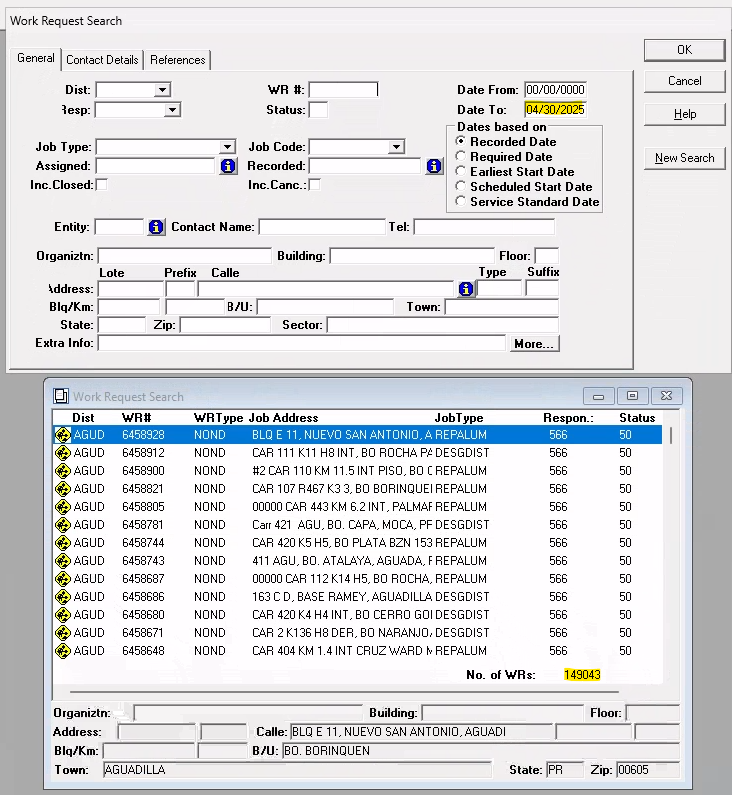 Work Request Search
General Contact Details References
OK
Cancel
Help
New Search
Dist: WR #: Date From: 00/00/0000
Resp: Status: Date To: 04/30/2025
Dates based on
Recorded Date
Required Date
Earliest Start Date
Scheduled Start Date
Service Standard Date
Job Type: Job Code:
Assigned: Recorded:
Inc.Closed: Inc.Canc.:
Entity: Contact Name: Tel:
Organiztn: Building: Floor:
Lote Prefix Calle Type Suffix
Address:
Blq/Km: B/U: Town:
State: Zip: Sector:
Extra Info: More...
Work Request Search
Dist WR# WRType Job Address JobType Respon.: Status
AGUD 6458928 NOND BLQ E 11, NUEVO SAN ANTONIO, A REPALUM 566 50
AGUD 6458912 NOND CAR 111 K11 H8 INT, BO ROCHA PA DESGDIST 566 50
AGUD 6458900 NOND #2 CAR 110 KM 11.5 INT PISO, BO C REPALUM 566 50
AGUD 6458821 NOND CAR 107 R467 K3 3, BO BORINQUEI REPALUM 566 50
AGUD 6458805 NOND 00000 CAR 443 KM 6.2 INT, PALMAR REPALUM 566 50
AGUD 6458781 NOND Carr 421 AGU, BO. CAPA, MOCA, PF DESGDIST 566 50
AGUD 6458744 NOND CAR 420 K5 H5, BO PLATA BZN 153 REPALUM 566 50
AGUD 6458743 NOND 411 AGU, BO. ATALAYA, AGUADA, F REPALUM 566 50
AGUD 6458687 NOND 00000 CAR 112 K14 H5, BO ROCHA, REPALUM 566 50
AGUD 6458686 NOND 163 C D, BASE RAMEY, AGUADILLA DESGDIST 566 50
AGUD 6458680 NOND CAR 420 K4 H4 INT, BO CERRO GOI DESGDIST 566 50
AGUD 6458671 NOND CAR 2 K136 H8 DER, BO NARANJO, DESGDIST 566 50
AGUD 6458648 NOND CAR 404 KM 1.4 INT CRUZ WARD M REPALUM 566 50
No. of WRs: 149043
Organiztn: Building: Floor:
Address: Calle: BLQ E 11, NUEVO SAN ANTONIO, AGUADI
Blq/Km: B/U: BO. BORINQUEN
Town: AGUADILLA State: PR Zip: 00605